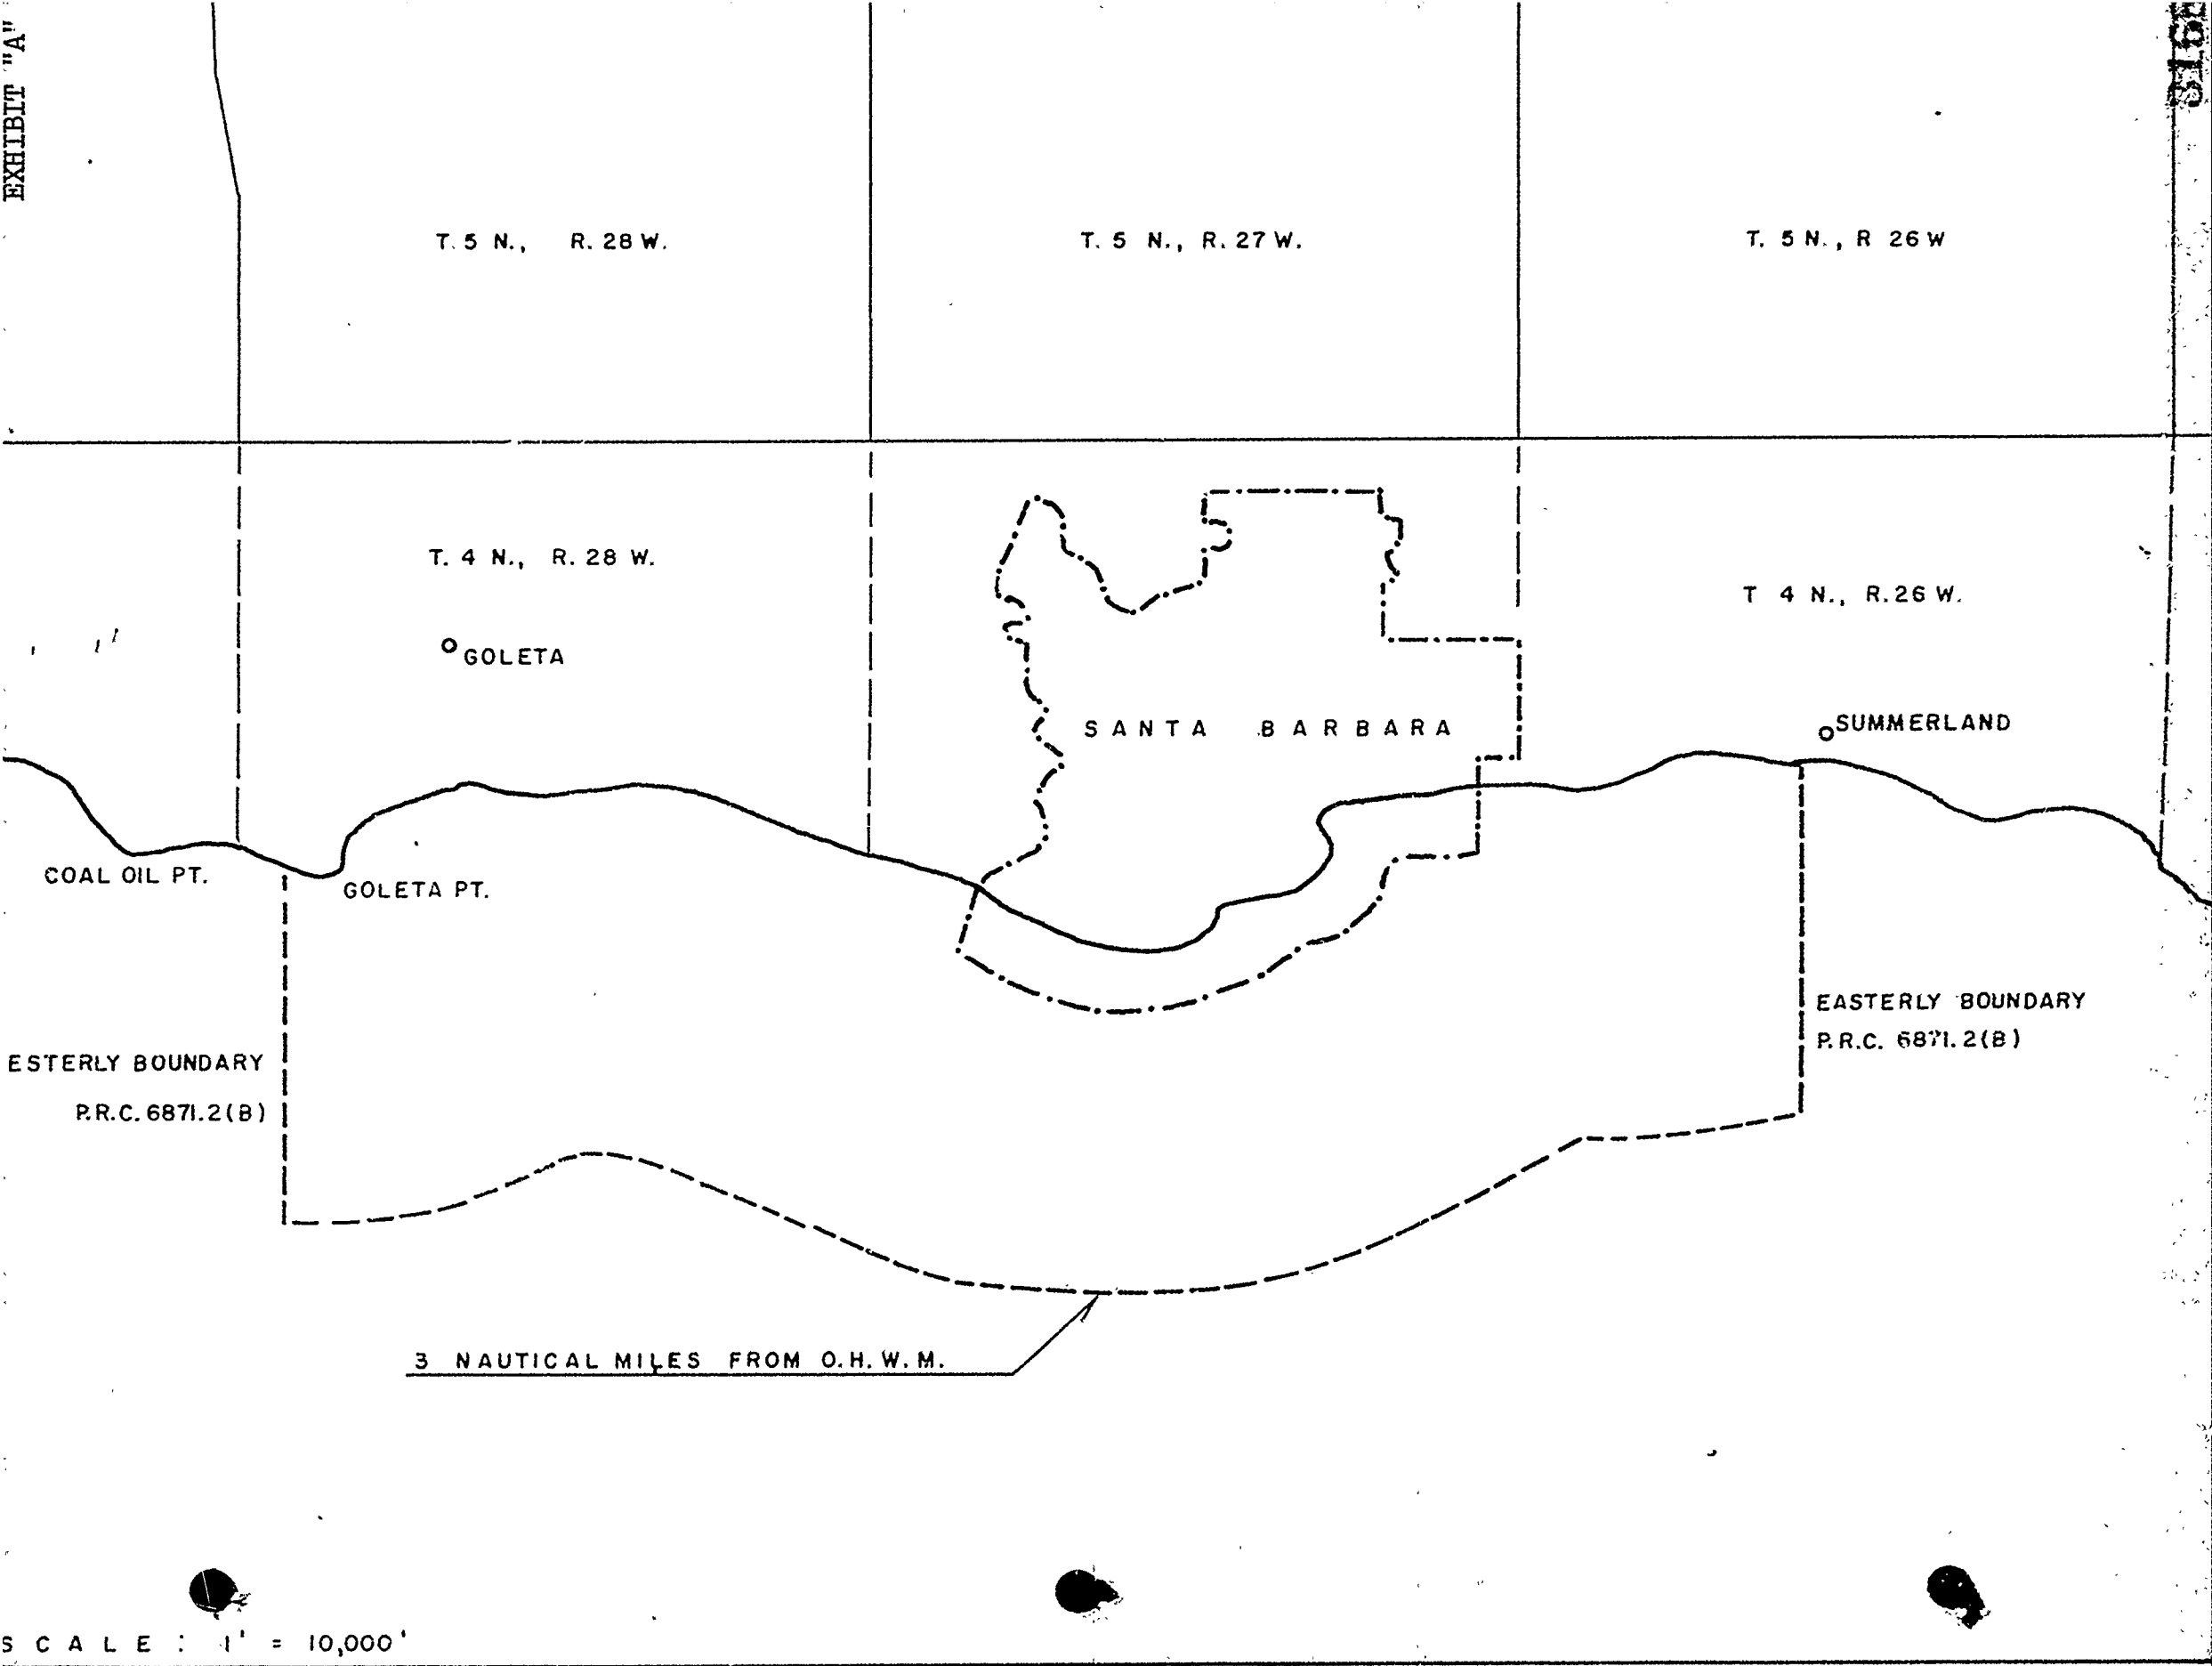 EXHIBIT "A"
T. 5 N., R. 28 W.
T. 5 N., R. 27 W.
T. 5 N., R 26 W
T. 4 N., R. 28 W.
T 4 N., R. 26 W.
GOLETA
SANTA BARBARA
SUMMERLAND
COAL OIL PT.
GOLETA PT.
EASTERLY BOUNDARY
P.R.C. 6871.2(B)
ESTERLY BOUNDARY
P.R.C. 6871.2(B)
3 NAUTICAL MILES FROM O.H.W.M.
SCALE: 1' = 10,000'